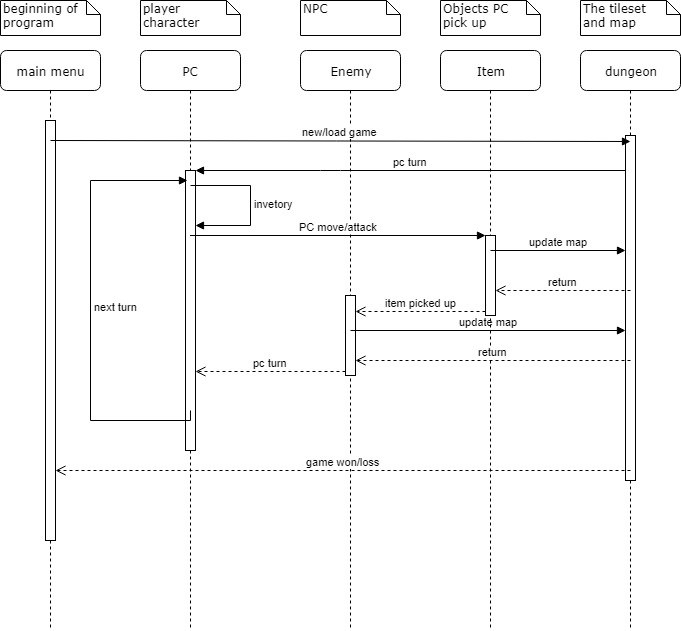 beginning of
program
player
character
NPC
Objects PC
pick up
The tileset
and map
main menu
PC
Enemy
Item
dungeon
new/load game
pc turn
invetory
PC move/attack
update map
return
item picked up
next turn
update map
return
pc turn
game won/loss